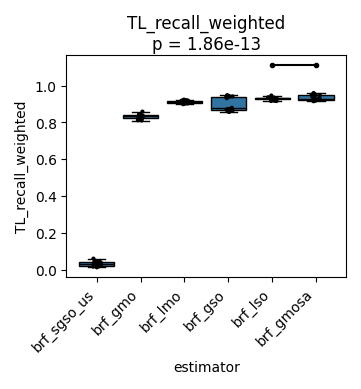 TL_recall_weighted
p = 1.86e-13
TL_recall_weighted
1.0
0.8
0.6
0.4
0.2
0.0
brf_sgso_us
brf_gmo
brf_lmo
brf_gso
brf_lso
brf_gmosa
estimator